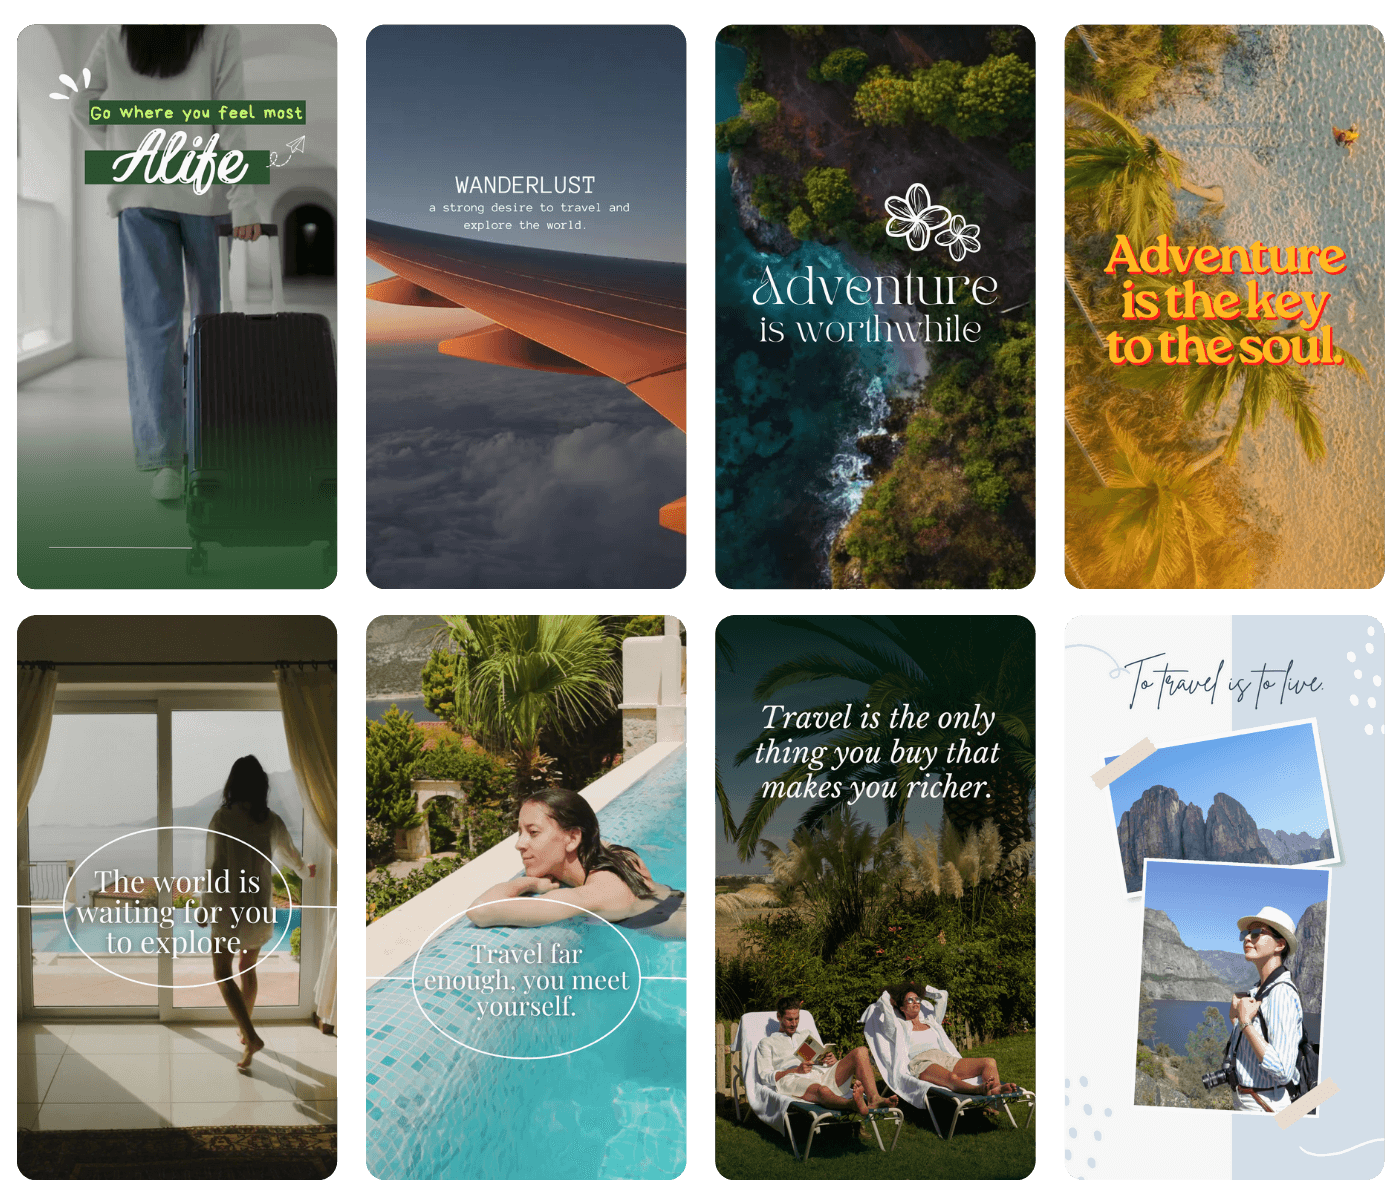 Go where you feel most
Alife
WANDERLUST
a strong desire to travel and
explore the world.
Adventure
is worthwhile
Adventure
is the key
to the soul.
The world is
waiting for you
to explore.
Travel far
enough, you meet
yourself.
Travel is the only
thing you buy that
makes you richer.
To travel is to live.